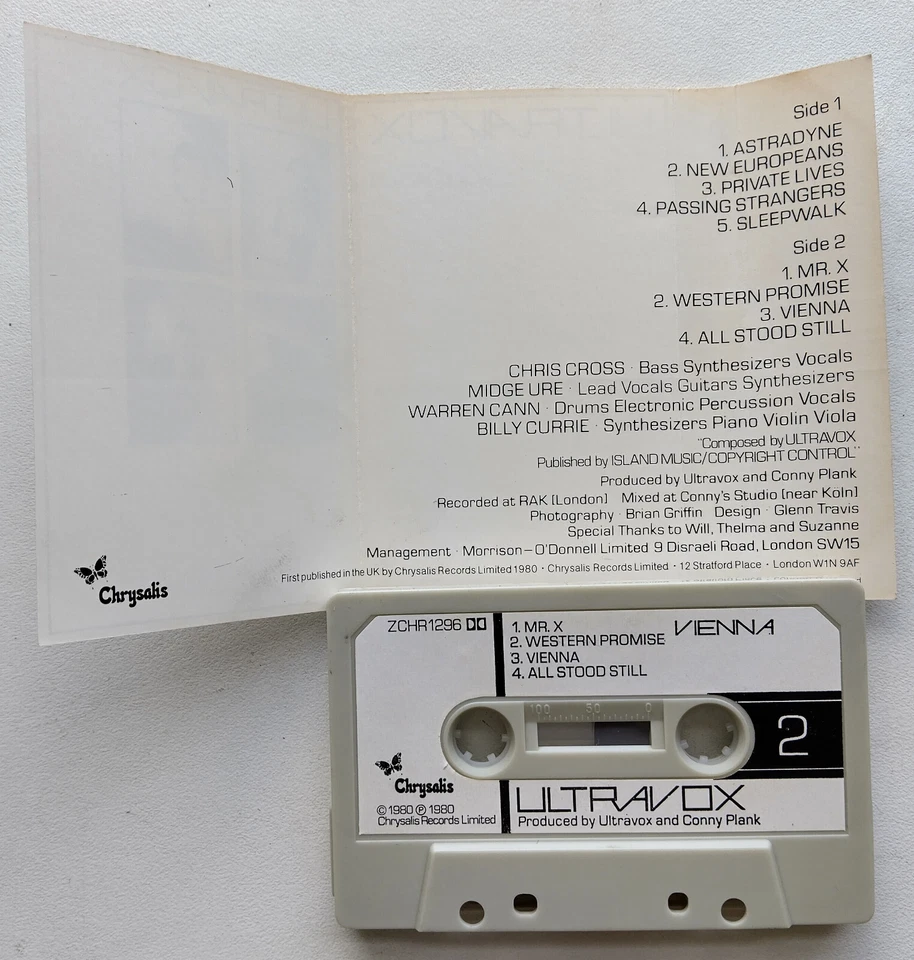 Side 1
1. ASTRADYNE
2. NEW EUROPEANS
3. PRIVATE LIVES
4. PASSING STRANGERS
5. SLEEPWALK
Side 2
1. MR. X
2. WESTERN PROMISE
3. VIENNA
4. ALL STOOD STILL
CHRIS CROSS · Bass Synthesizers Vocals
MIDGE URE · Lead Vocals Guitars Synthesizers
WARREN CANN · Drums Electronic Percussion Vocals
BILLY CURRIE · Synthesizers Piano Violin Viola
"Composed by ULTRAVOX
Published by ISLAND MUSIC/COPYRIGHT CONTROL"
Produced by Ultravox and Conny Plank
Recorded at RAK [London] Mixed at Conny's Studio [near Köln]
Photography · Brian Griffin Design · Glenn Travis
Special Thanks to Will, Thelma and Suzanne
Management · Morrison–O'Donnell Limited 9 Disraeli Road, London SW15
First published in the UK by Chrysalis Records Limited 1980 · Chrysalis Records Limited · 12 Stratford Place · London W1N 9AF
Chrysalis
ZCHR1296
1. MR. X
2. WESTERN PROMISE
3. VIENNA
4. ALL STOOD STILL
VIENNA
100 50 0
2
Chrysalis
© 1980 ℗ 1980
Chrysalis Records Limited
ULTRAVOX
Produced by Ultravox and Conny Plank